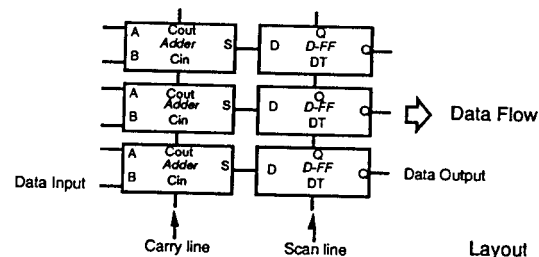 A Cout
Adder S
B Cin
Q
D D-FF Q
DT
A Cout
Adder S
B Cin
Q
D D-FF Q
DT
Data Flow
A Cout
Adder S
B Cin
Q
D D-FF Q
DT
Data Input
Data Output
Carry line
Scan line
Layout